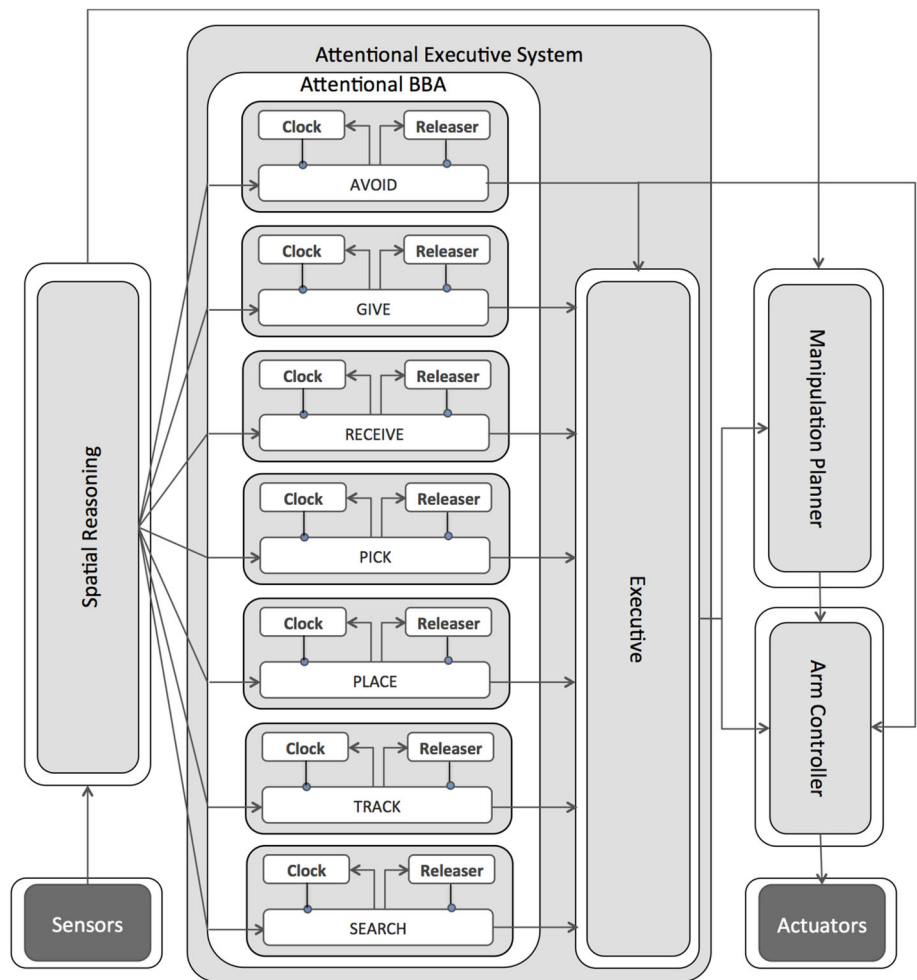 Attentional Executive System
Attentional BBA
Clock
Releaser
AVOID
Clock
Releaser
GIVE
Clock
Releaser
RECEIVE
Clock
Releaser
PICK
Clock
Releaser
PLACE
Clock
Releaser
TRACK
Clock
Releaser
SEARCH
Spatial Reasoning
Sensors
Executive
Manipulation Planner
Arm Controller
Actuators